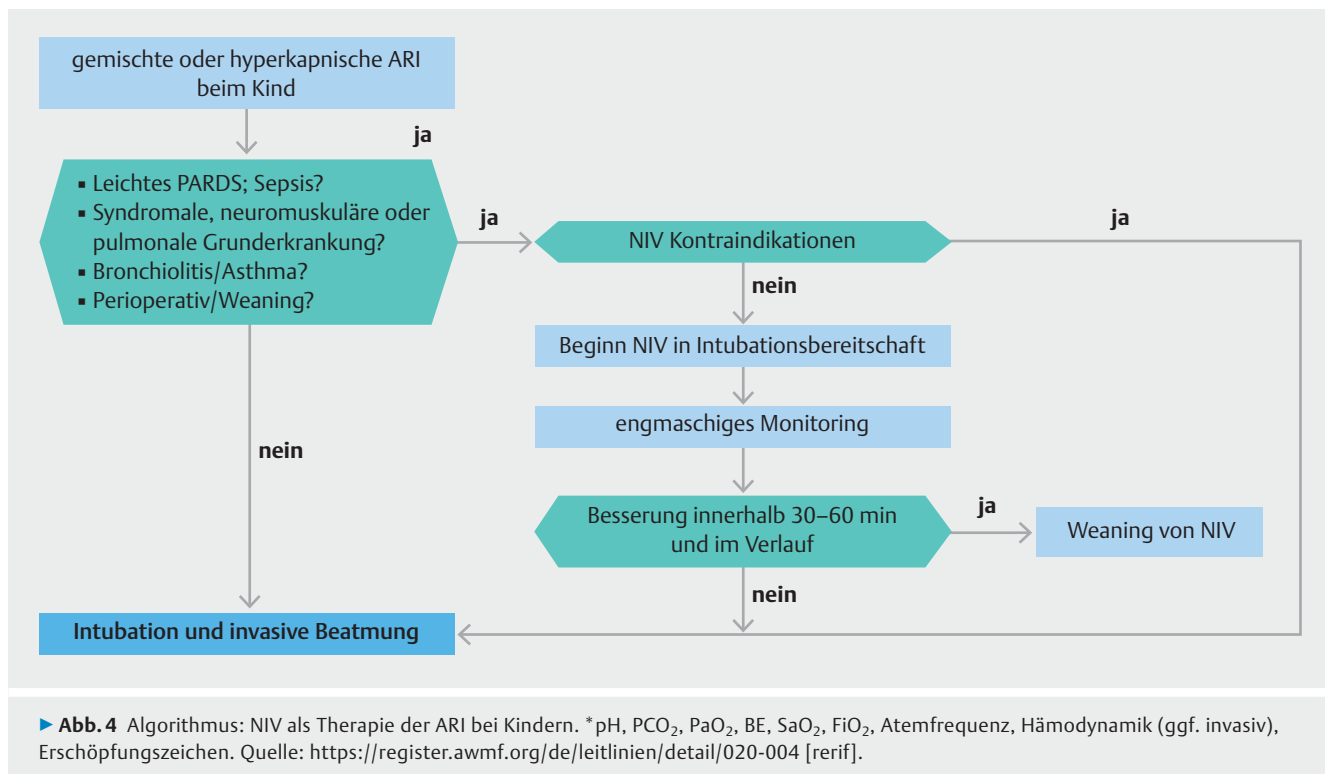 gemischte oder hyperkapnische ARI
beim Kind
ja
▪ Leichtes PARDS; Sepsis?
▪ Syndromale, neuromuskuläre oder
pulmonale Grunderkrankung?
▪ Bronchiolitis/Asthma?
▪ Perioperativ/Weaning?
ja
NIV Kontraindikationen
ja
nein
Beginn NIV in Intubationsbereitschaft
engmaschiges Monitoring
nein
Besserung innerhalb 30–60 min
und im Verlauf
ja
Weaning von NIV
nein
Intubation und invasive Beatmung
▶ Abb. 4 Algorithmus: NIV als Therapie der ARI bei Kindern. *pH, PCO₂, PaO₂, BE, SaO₂, FiO₂, Atemfrequenz, Hämodynamik (ggf. invasiv),
Erschöpfungszeichen. Quelle: https://register.awmf.org/de/leitlinien/detail/020-004 [rerif].